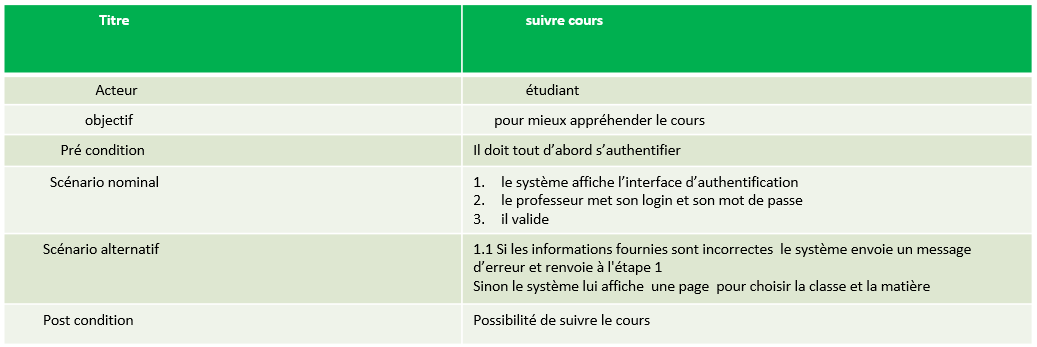 Titre suivre cours
Acteur étudiant
objectif pour mieux appréhender le cours
Pré condition Il doit tout d’abord s’authentifier
Scénario nominal 1. le système affiche l’interface d’authentification
2. le professeur met son login et son mot de passe
3. il valide
Scénario alternatif 1.1 Si les informations fournies sont incorrectes le système envoie un message
d’erreur et renvoie à l'étape 1
Sinon le système lui affiche une page pour choisir la classe et la matière
Post condition Possibilité de suivre le cours